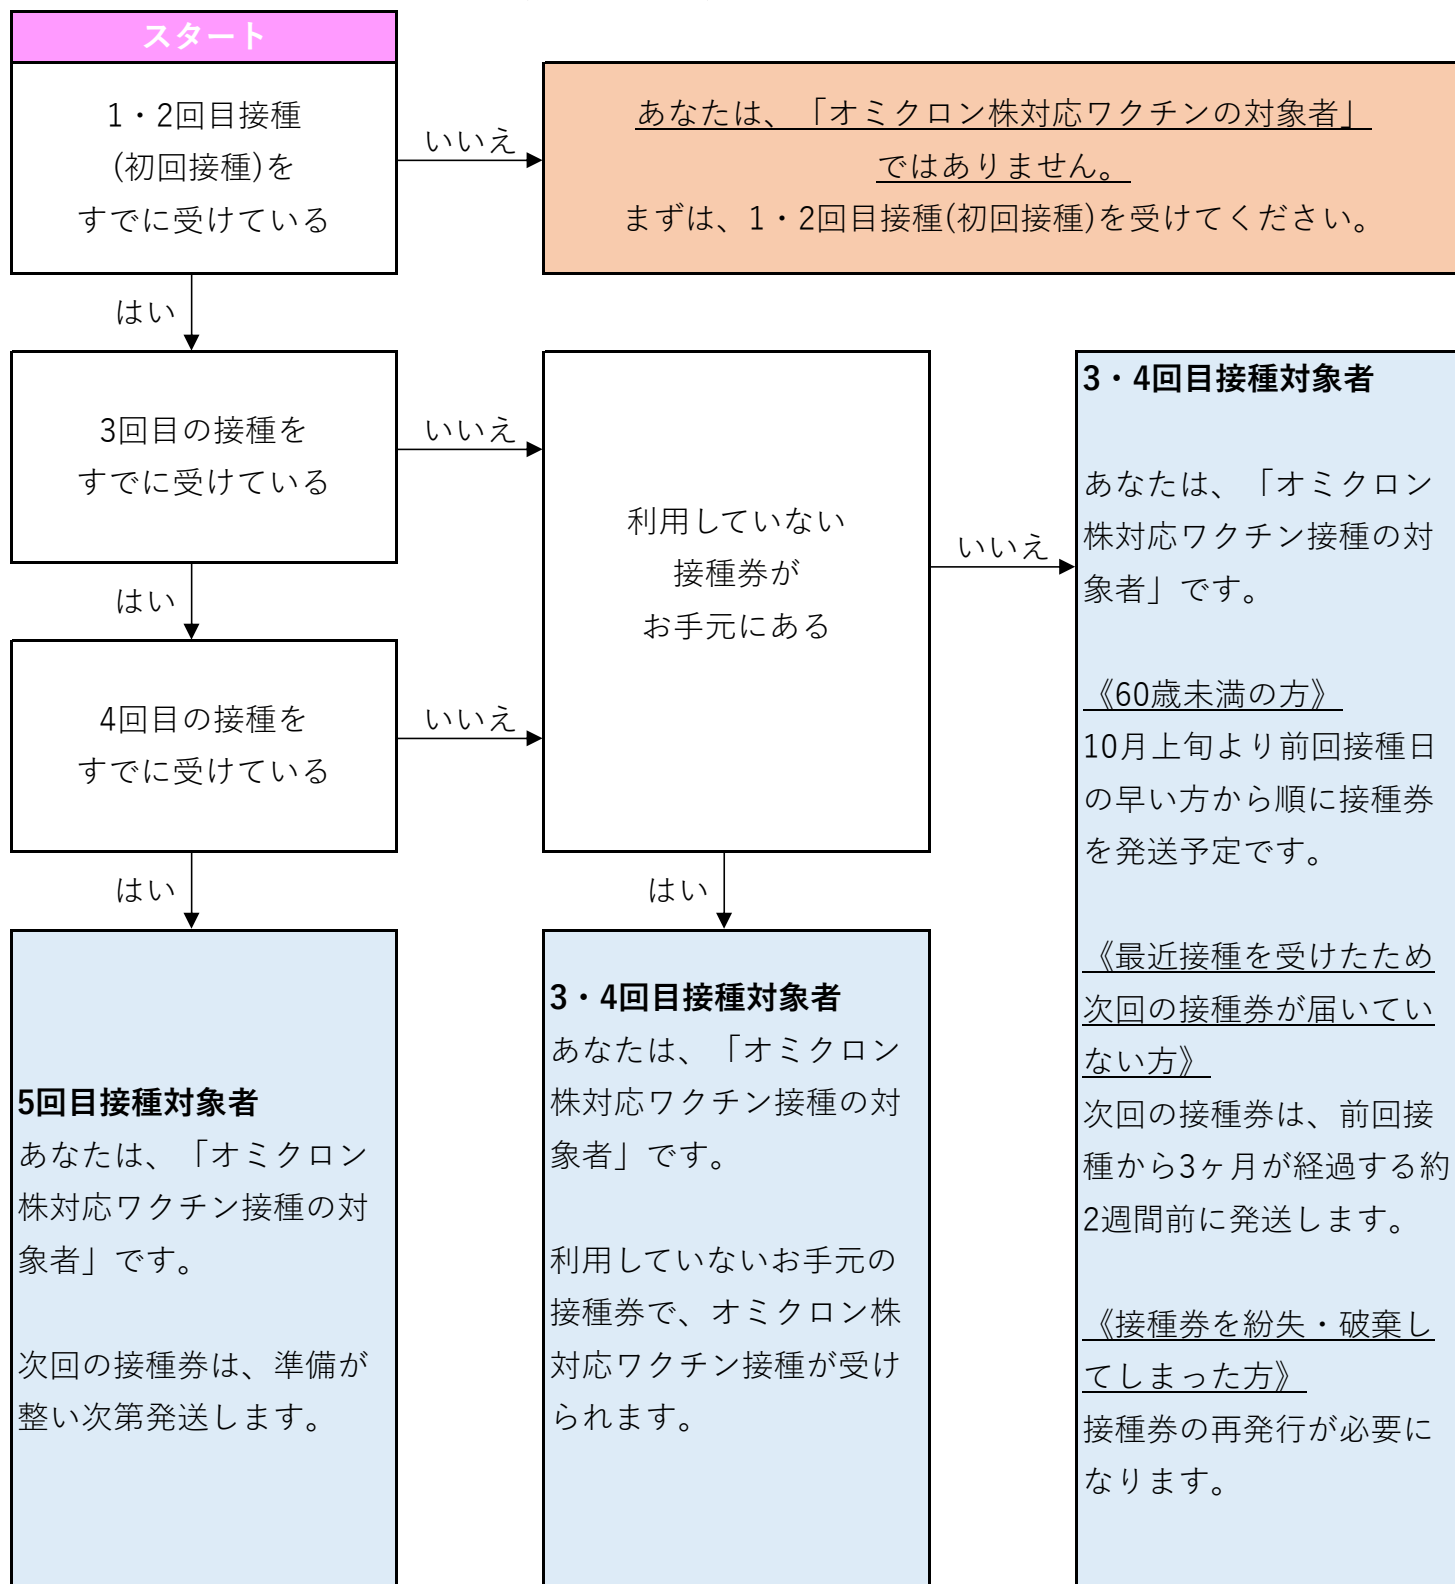 スタート
1・2回目接種
(初回接種)を
すでに受けている
いいえ
あなたは、「オミクロン株対応ワクチンの対象者」
ではありません。
まずは、1・2回目接種(初回接種)を受けてください。
はい
3回目の接種を
すでに受けている
いいえ
利用していない
接種券が
お手元にある
いいえ
3・4回目接種対象者
あなたは、「オミクロン
株対応ワクチン接種の対
象者」です。
《60歳未満の方》
10月上旬より前回接種日
の早い方から順に接種券
を発送予定です。
《最近接種を受けたため
次回の接種券が届いてい
ない方》
次回の接種券は、前回接
種から3ヶ月が経過する約
2週間前に発送します。
《接種券を紛失・破棄し
てしまった方》
接種券の再発行が必要に
なります。
はい
4回目の接種を
すでに受けている
いいえ
はい
5回目接種対象者
あなたは、「オミクロン
株対応ワクチン接種の対
象者」です。
次回の接種券は、準備が
整い次第発送します。
はい
3・4回目接種対象者
あなたは、「オミクロン
株対応ワクチン接種の対
象者」です。
利用していないお手元の
接種券で、オミクロン株
対応ワクチン接種が受け
られます。